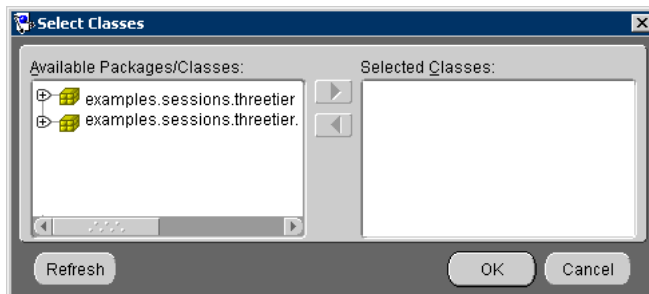 Select Classes
Available Packages/Classes:
Selected Classes:
examples.sessions.threetier
examples.sessions.threetier.
Refresh
OK
Cancel